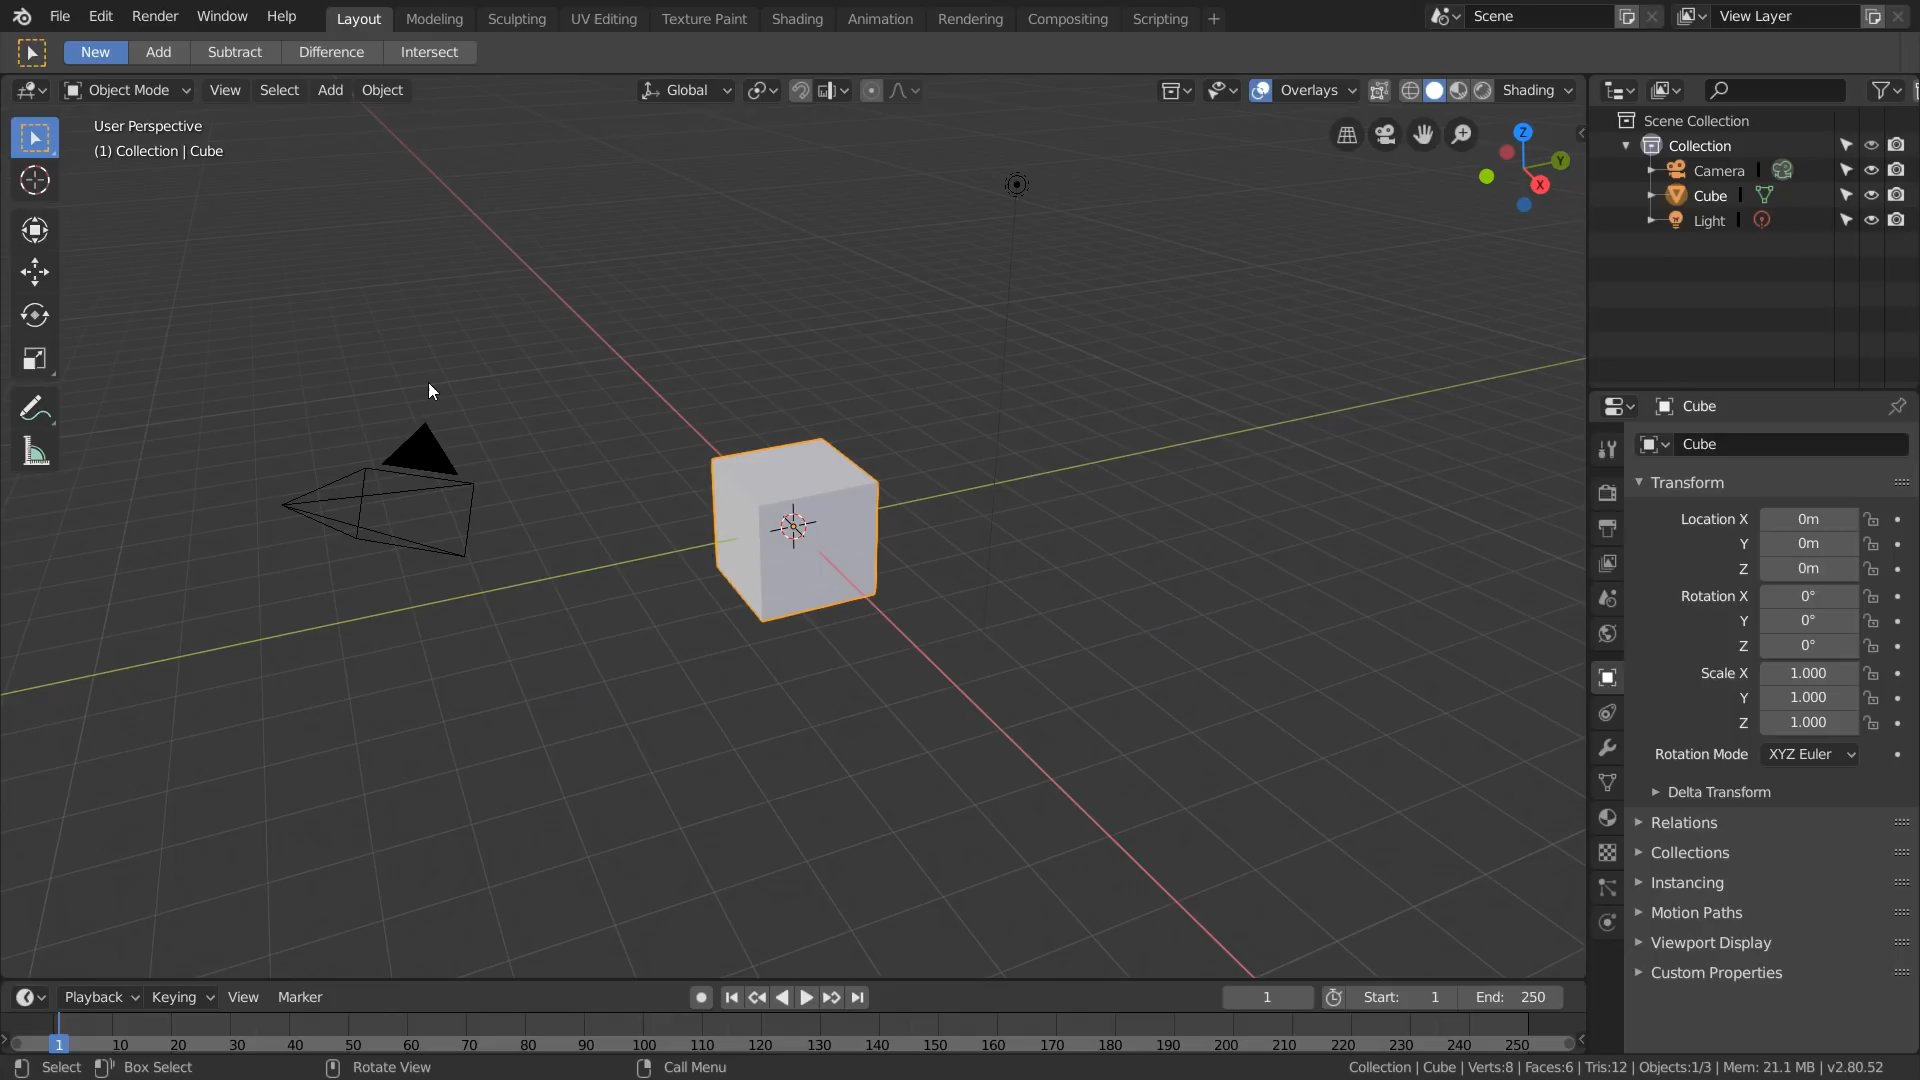 File Edit Render Window Help Layout Modeling Sculpting UV Editing Texture Paint Shading Animation Rendering Compositing Scripting + Scene View Layer
New Add Subtract Difference Intersect
Object Mode View Select Add Object Global Overlays Shading
User Perspective
(1) Collection | Cube
Z
Y
X
Scene Collection
Collection
Camera
Cube
Light
Cube
Cube
Transform
Location X 0m
Y 0m
Z 0m
Rotation X 0°
Y 0°
Z 0°
Scale X 1.000
Y 1.000
Z 1.000
Rotation Mode XYZ Euler
Delta Transform
Relations
Collections
Instancing
Motion Paths
Viewport Display
Custom Properties
Playback Keying View Marker 1 Start: 1 End: 250
1 10 20 30 40 50 60 70 80 90 100 110 120 130 140 150 160 170 180 190 200 210 220 230 240 250
Select Box Select Rotate View Call Menu Collection | Cube | Verts:8 | Faces:6 | Tris:12 | Objects:1/3 | Mem: 21.1 MB | v2.80.52